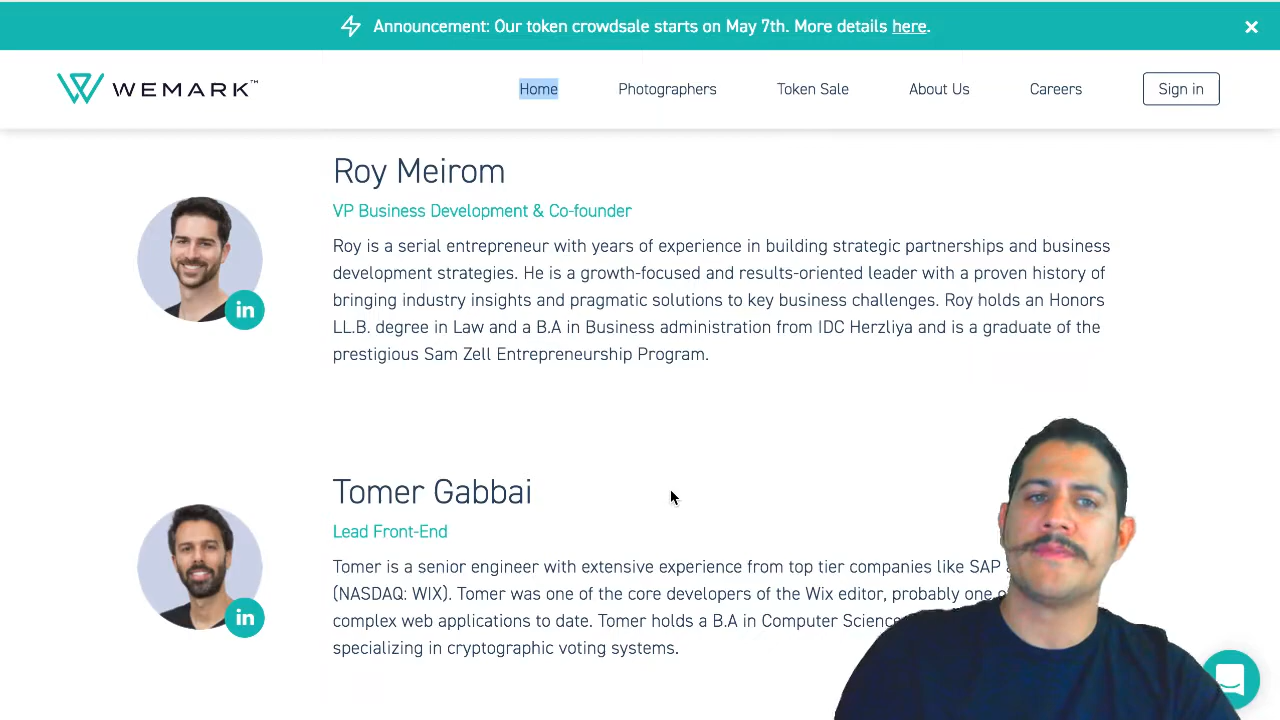 Announcement: Our token crowdsale starts on May 7th. More details here.
WEMARK™
Home Photographers Token Sale About Us Careers Sign in
Roy Meirom
VP Business Development & Co-founder
Roy is a serial entrepreneur with years of experience in building strategic partnerships and business
development strategies. He is a growth-focused and results-oriented leader with a proven history of
bringing industry insights and pragmatic solutions to key business challenges. Roy holds an Honors
LL.B. degree in Law and a B.A in Business administration from IDC Herzliya and is a graduate of the
prestigious Sam Zell Entrepreneurship Program.
in
Tomer Gabbai
Lead Front-End
Tomer is a senior engineer with extensive experience from top tier companies like SAP
(NASDAQ: WIX). Tomer was one of the core developers of the Wix editor, probably one
complex web applications to date. Tomer holds a B.A in Computer Science
specializing in cryptographic voting systems.
in